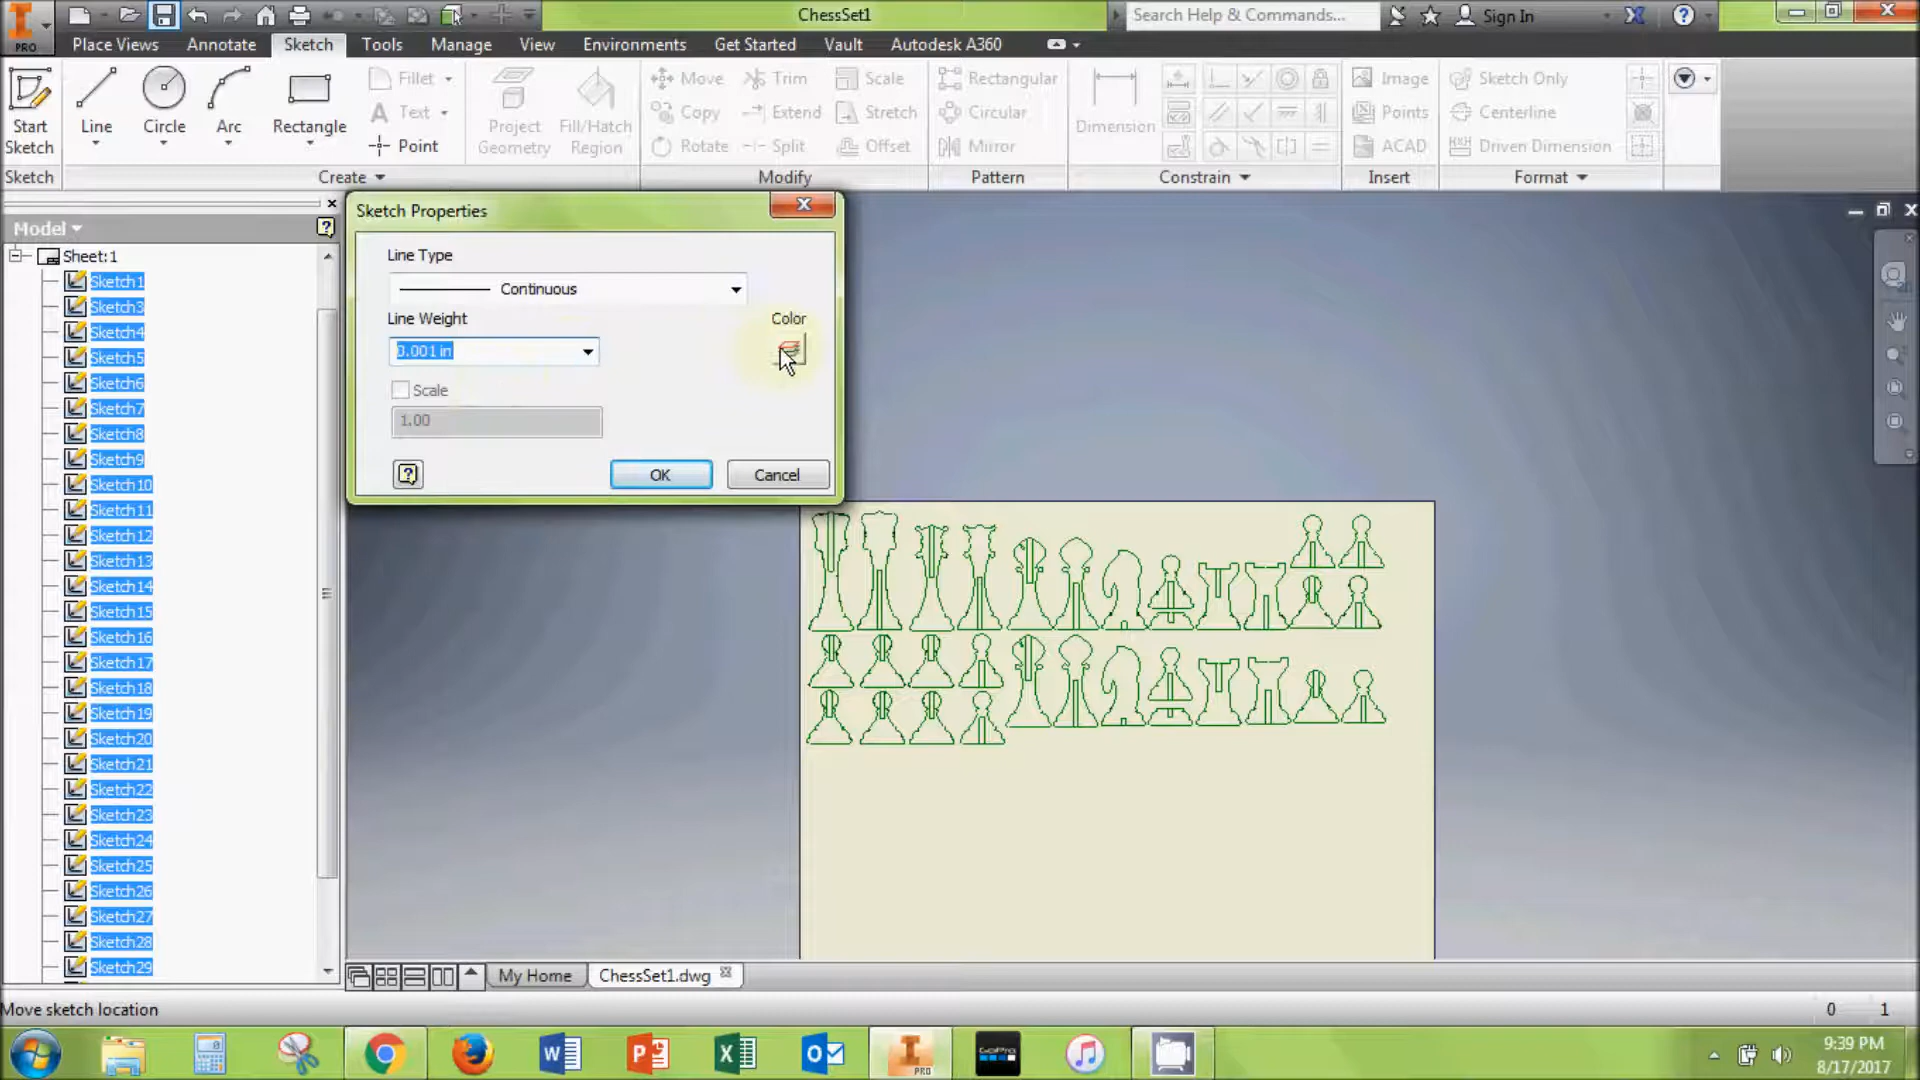 ChessSet1
Search Help & Commands...
Sign In
PRO
Place Views
Annotate
Sketch
Tools
Manage
View
Environments
Get Started
Vault
Autodesk A360
Start Sketch
Line
Circle
Arc
Rectangle
Fillet
Text
Point
Project Geometry
Fill/Hatch Region
Move
Copy
Rotate
Trim
Extend
Split
Scale
Stretch
Offset
Rectangular
Circular
Mirror
Dimension
Image
Points
ACAD
Sketch Only
Centerline
Driven Dimension
Sketch
Create
Modify
Pattern
Constrain
Insert
Format
Model
Sheet:1
Sketch1
Sketch3
Sketch4
Sketch5
Sketch6
Sketch7
Sketch8
Sketch9
Sketch10
Sketch11
Sketch12
Sketch13
Sketch14
Sketch15
Sketch16
Sketch17
Sketch18
Sketch19
Sketch20
Sketch21
Sketch22
Sketch23
Sketch24
Sketch25
Sketch26
Sketch27
Sketch28
Sketch29
Sketch Properties
Line Type
Continuous
Line Weight
Color
0.001 in
Scale
1.00
OK
Cancel
My Home
ChessSet1.dwg
Move sketch location
0 1
GoPro
PRO
9:39 PM
8/17/2017